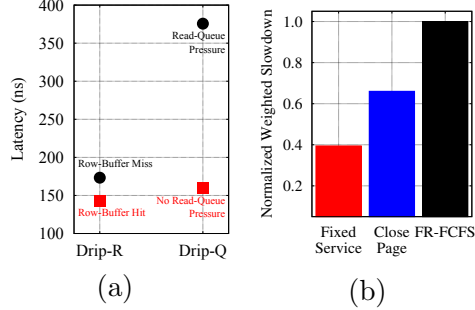 400
350
300
250
200
150
100
Latency (ns)
Read-Queue
Pressure
Row-Buffer Miss
Row-Buffer Hit
No Read-Queue
Pressure
Drip-R
Drip-Q
(a)
Normalized Weighted Slowdown
1.0
0.8
0.6
0.4
0.2
Fixed
Service
Close
Page
FR-FCFS
(b)